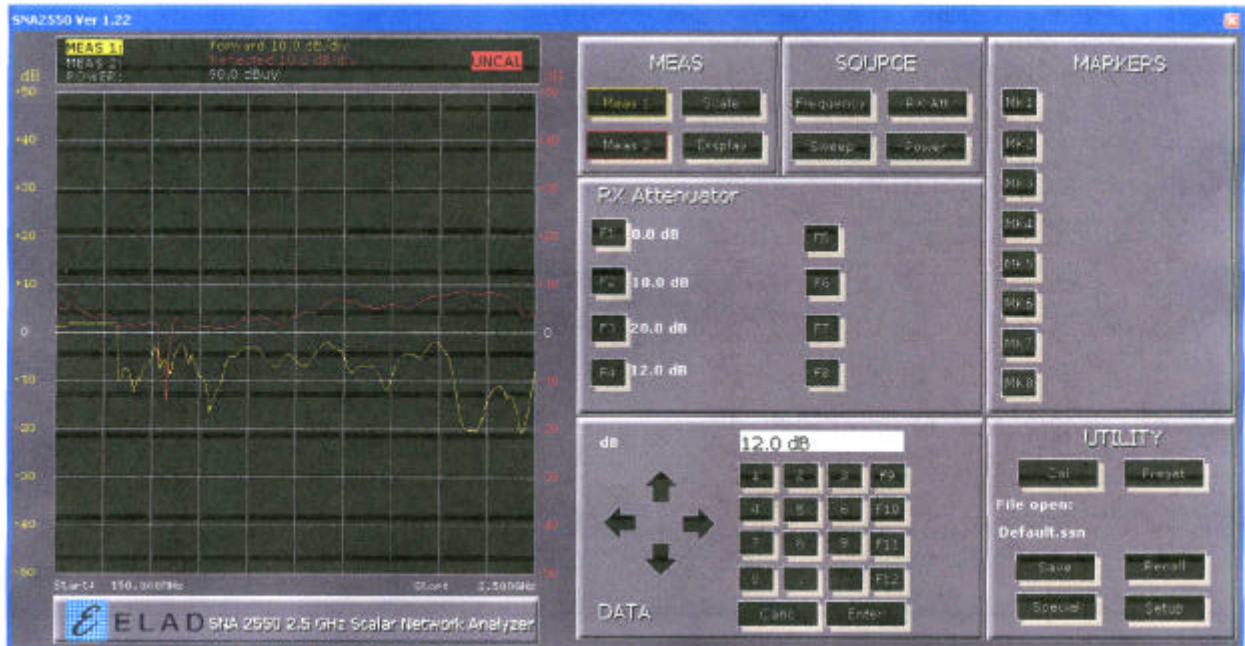 SNA2550 Ver 1.22
MEAS 1: Forward 10.0 dB/div
MEAS 2: Reflected 10.0 dB/div
POWER: 90.0 dBuV
UNCAL
dB
+50
+40
+30
+20
+10
0
-10
-20
-30
-40
-50
+10
0
Start: 150.000MHz
Stop: 2.500GHz
ELAD SNA 2550 2.5 GHz Scalar Network Analyzer
MEAS
Meas 1 Scale
Meas 2 Display
SOURCE
Frequency RX Att
Sweep Power
RX Attenuator
F1 0.0 dB F5
F2 10.0 dB F6
F3 20.0 dB F7
F4 12.0 dB F8
dB 12.0 dB
1 2 3 F9
4 5 6 F10
7 8 9 F11
0 . F12
DATA Canc Enter
MARKERS
MK1
MK2
MK3
MK4
MK5
MK6
MK7
MK8
UTILITY
Cal Preset
File open:
Default.ssn
Save Recall
Special Setup